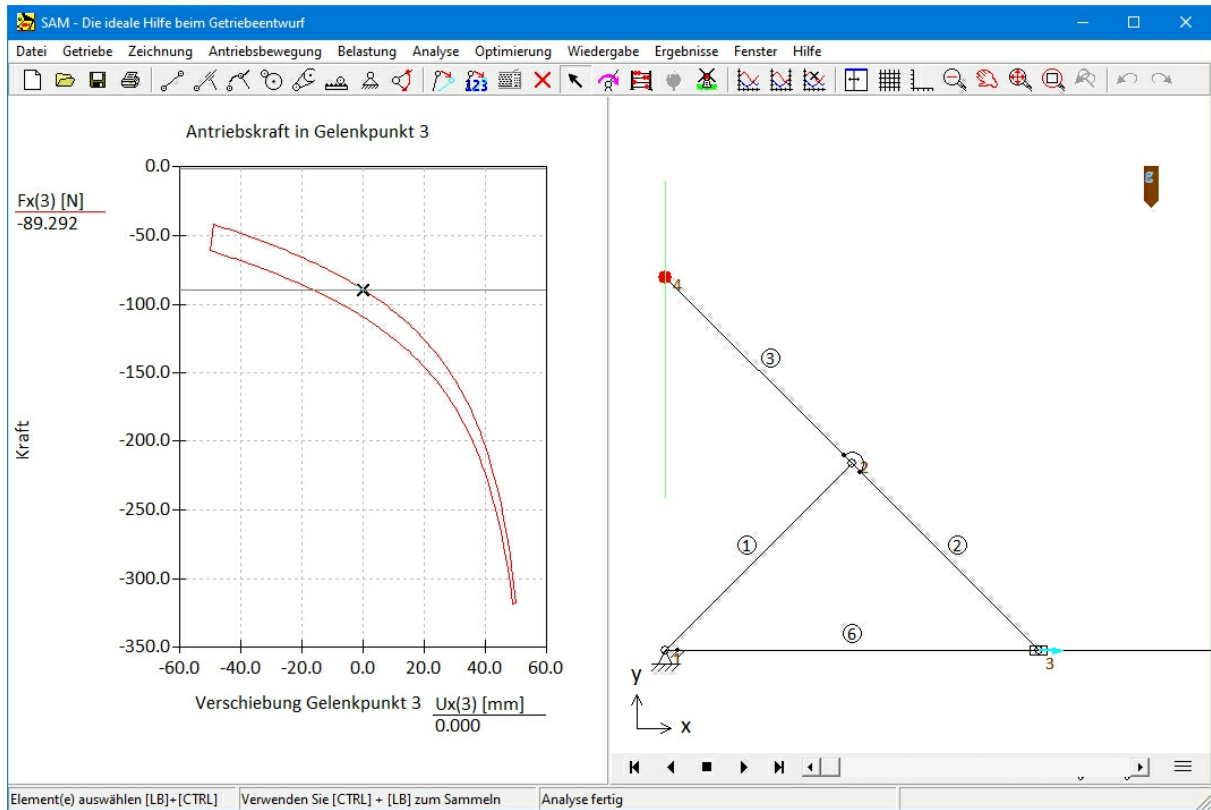 SAM - Die ideale Hilfe beim Getriebeentwurf
Datei Getriebe Zeichnung Antriebsbewegung Belastung Analyse Optimierung Wiedergabe Ergebnisse Fenster Hilfe
123
Antriebskraft in Gelenkpunkt 3
Fx(3) [N]
-89.292
Kraft
0.0
-50.0
-100.0
-150.0
-200.0
-250.0
-300.0
-350.0
-60.0 -40.0 -20.0 0.0 20.0 40.0 60.0
Verschiebung Gelenkpunkt 3 Ux(3) [mm]
0.000
g
4
3
2
1
2
6
1
3
y
x
Element(e) auswählen [LB]+[CTRL] Verwenden Sie [CTRL] + [LB] zum Sammeln Analyse fertig